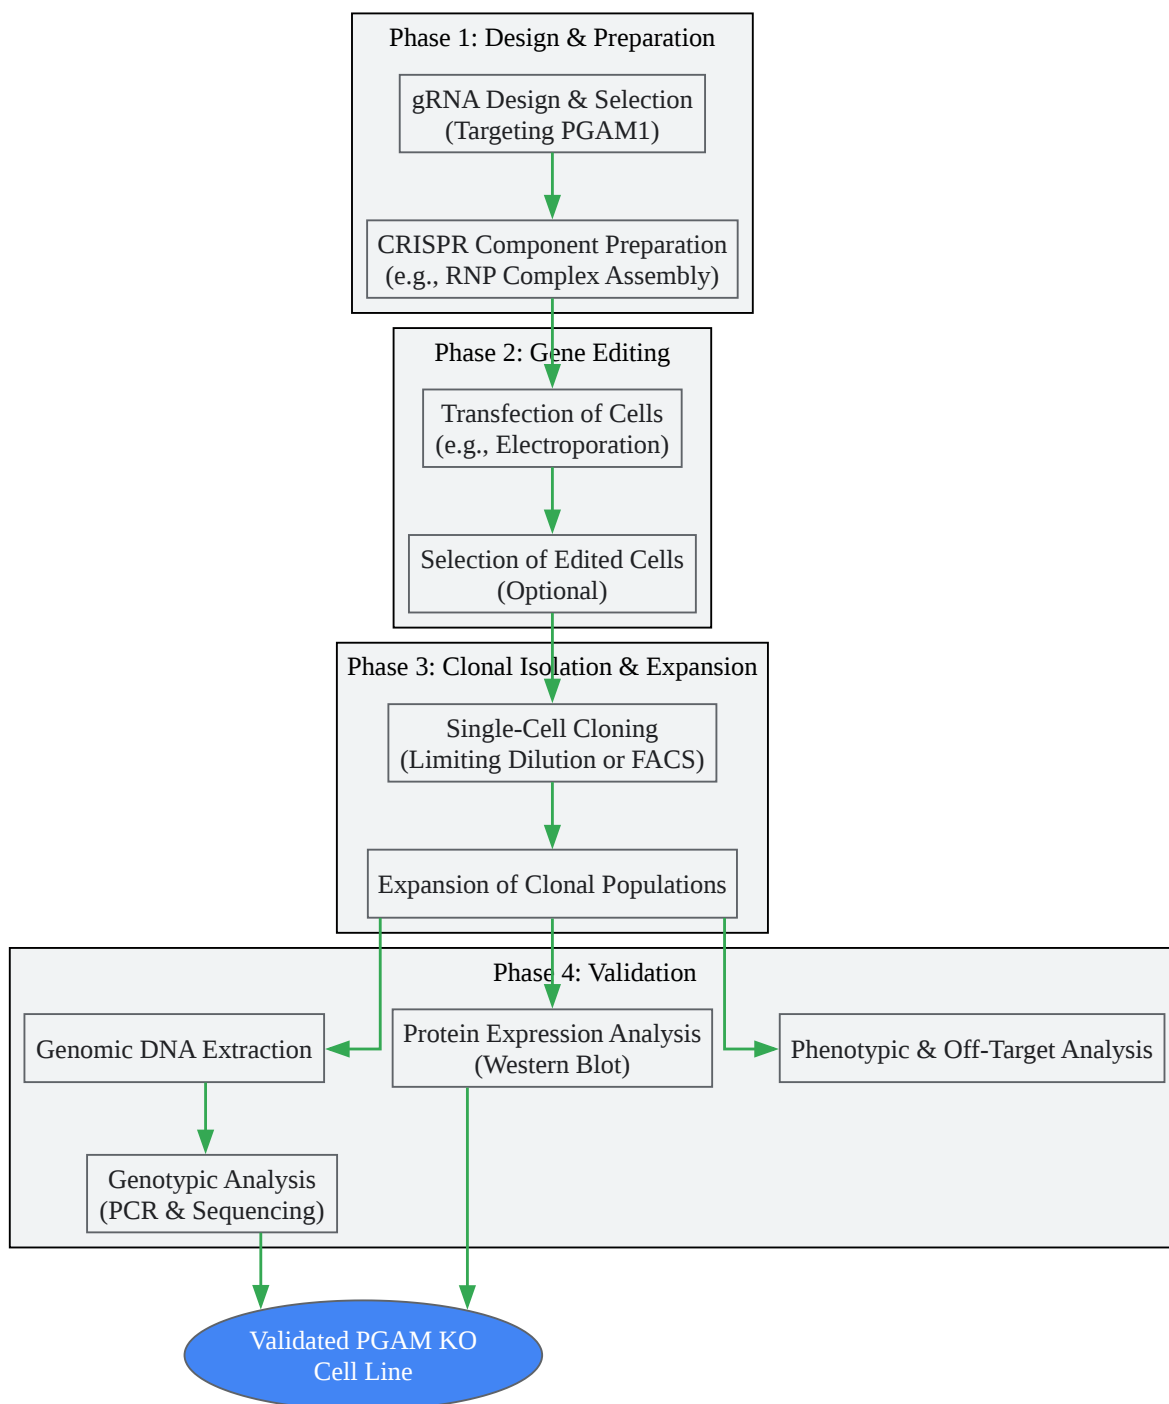 Phase 1: Design & Preparation
gRNA Design & Selection
(Targeting PGAM1)
CRISPR Component Preparation
(e.g., RNP Complex Assembly)
Phase 2: Gene Editing
Transfection of Cells
(e.g., Electroporation)
Selection of Edited Cells
(Optional)
Phase 3: Clonal Isolation & Expansion
Single-Cell Cloning
(Limiting Dilution or FACS)
Expansion of Clonal Populations
Phase 4: Validation
Genomic DNA Extraction
Protein Expression Analysis
(Western Blot)
Phenotypic & Off-Target Analysis
Genotypic Analysis
(PCR & Sequencing)
Validated PGAM KO
Cell Line